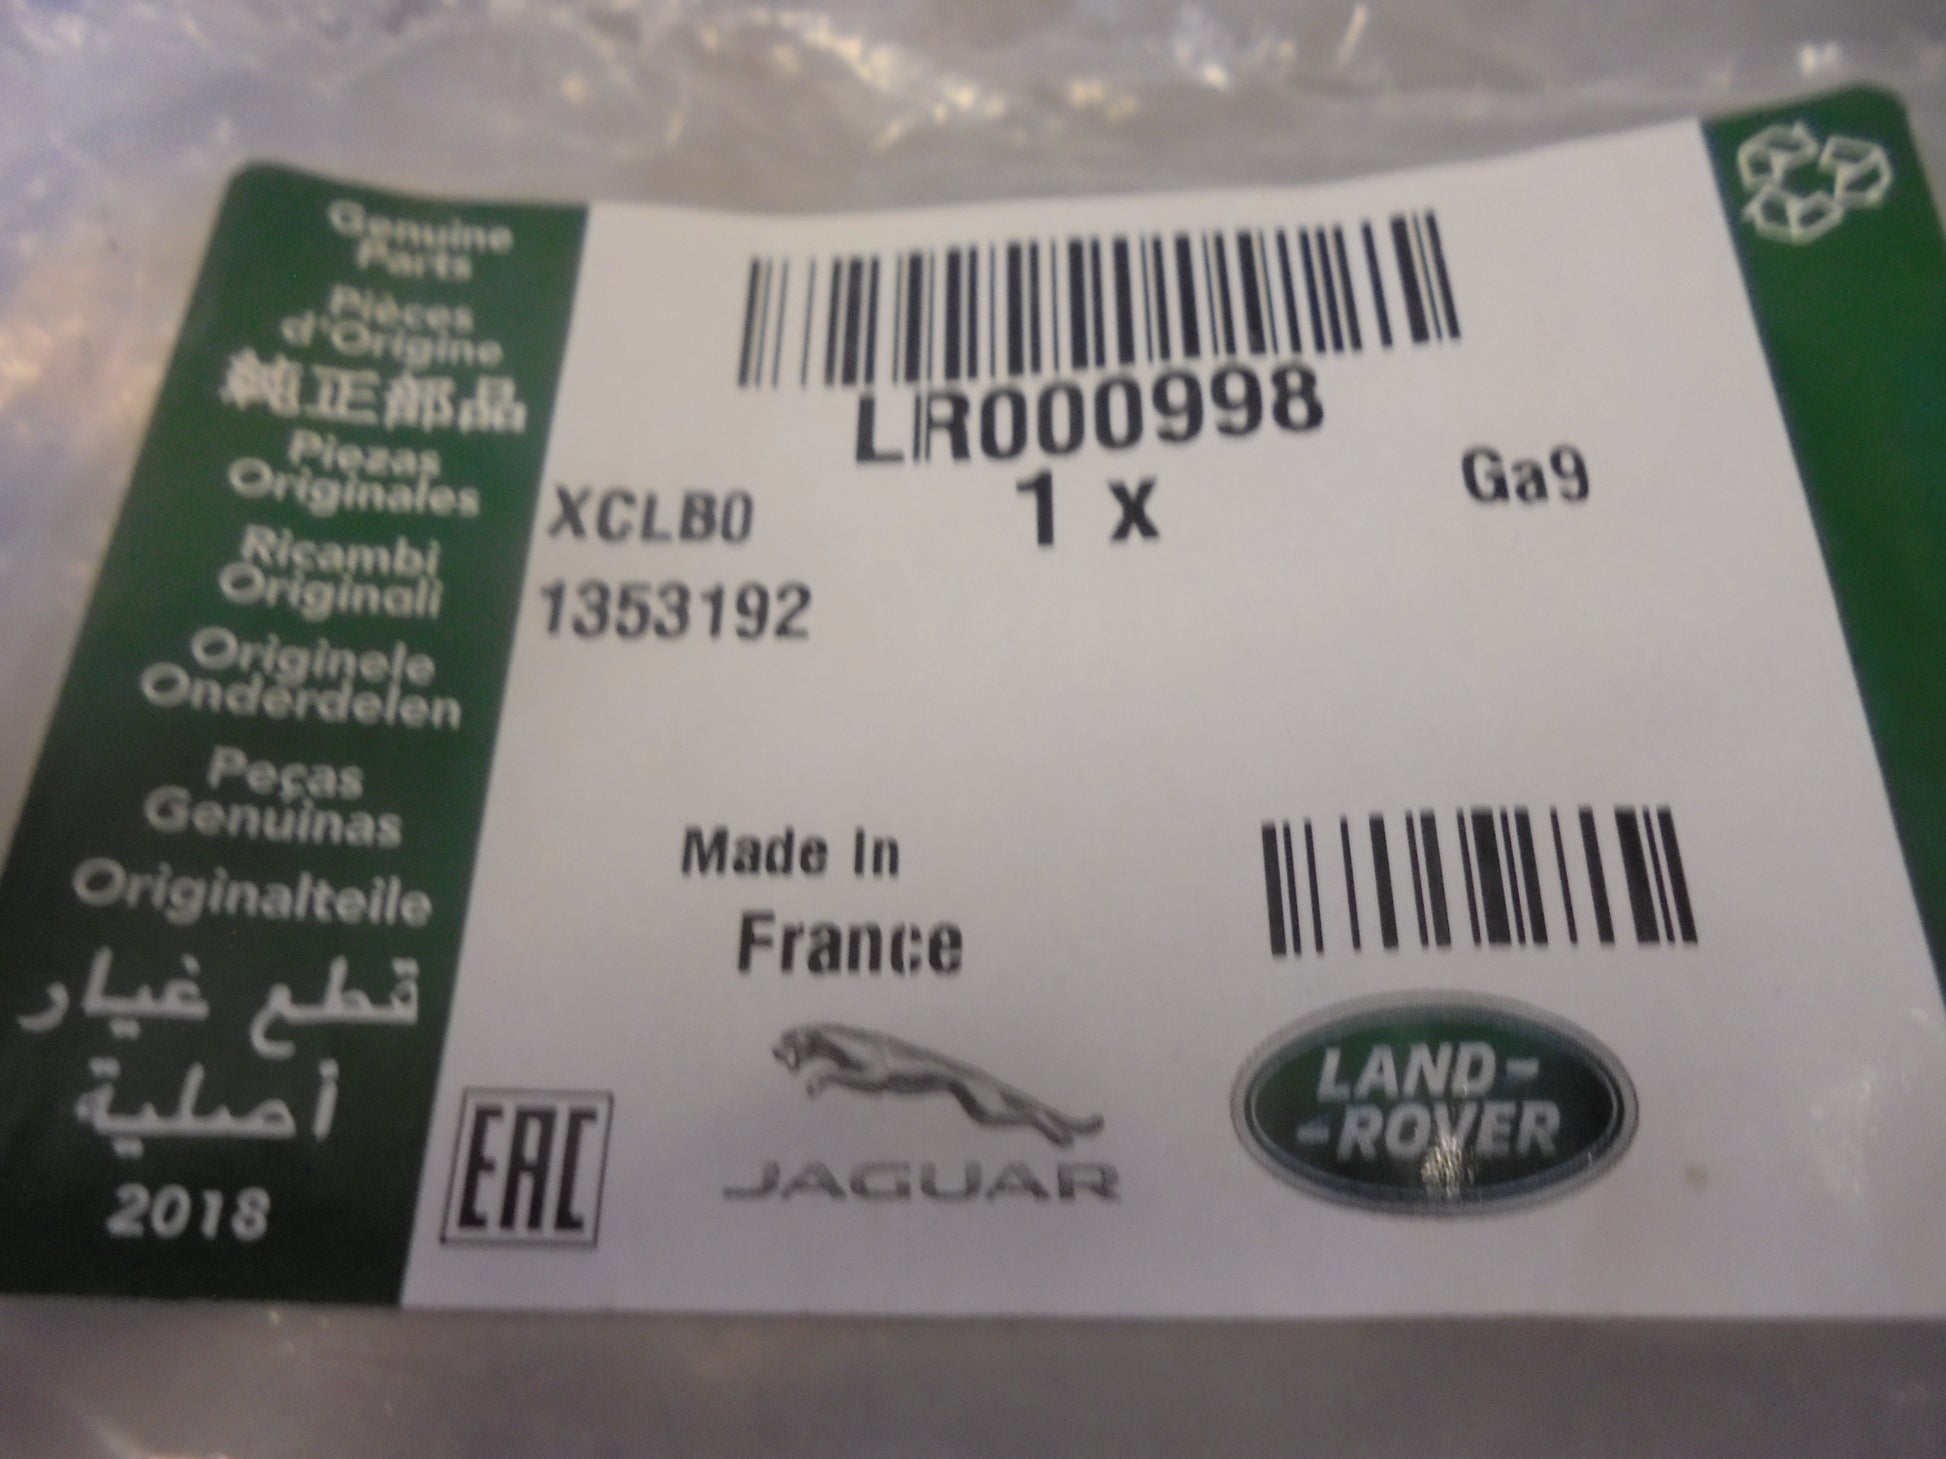 Genuine
Parts
Pièces
d'Origine
純正部品
Piezas
Originales
Ricambi
Originali
Originele
Onderdelen
Peças
Genuínas
Originalteile
قطع غيار
أصلية
2018
LR000998
XCLB0
1 X
Ga9
1353192
Made In
France
EAC
JAGUAR
LAND-
-ROVER